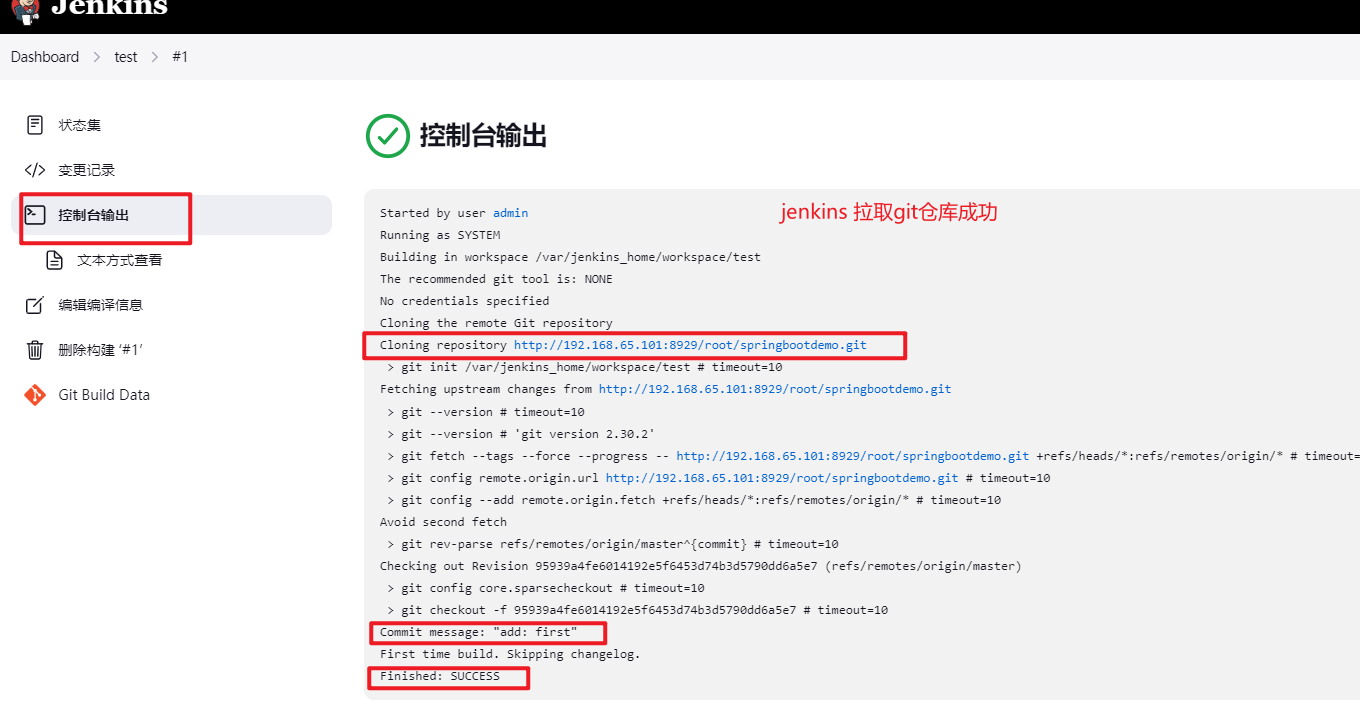 Jenkins
Dashboard > test > #1
状态集
变更记录
控制台输出
文本方式查看
编辑编译信息
删除构建 ‘#1’
Git Build Data
控制台输出
jenkins 拉取git仓库成功
Started by user admin
Running as SYSTEM
Building in workspace /var/jenkins_home/workspace/test
The recommended git tool is: NONE
No credentials specified
Cloning the remote Git repository
Cloning repository http://192.168.65.101:8929/root/springbootdemo.git
> git init /var/jenkins_home/workspace/test # timeout=10
Fetching upstream changes from http://192.168.65.101:8929/root/springbootdemo.git
> git --version # timeout=10
> git --version # 'git version 2.30.2'
> git fetch --tags --force --progress -- http://192.168.65.101:8929/root/springbootdemo.git +refs/heads/*:refs/remotes/origin/* # timeout=
> git config remote.origin.url http://192.168.65.101:8929/root/springbootdemo.git # timeout=10
> git config --add remote.origin.fetch +refs/heads/*:refs/remotes/origin/* # timeout=10
Avoid second fetch
> git rev-parse refs/remotes/origin/master^{commit} # timeout=10
Checking out Revision 95939a4fe6014192e5f6453d74b3d5790dd6a5e7 (refs/remotes/origin/master)
> git config core.sparsecheckout # timeout=10
> git checkout -f 95939a4fe6014192e5f6453d74b3d5790dd6a5e7 # timeout=10
Commit message: "add: first"
First time build. Skipping changelog.
Finished: SUCCESS